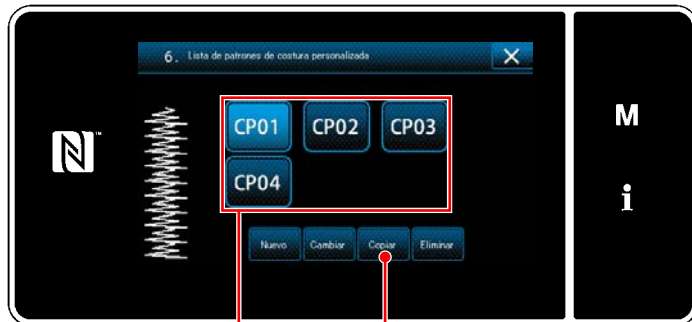 6. Lista de patrones de costura personalizada
CP01 CP02 CP03
CP04
Nuevo Cambiar Copiar Eliminar
M
i
N